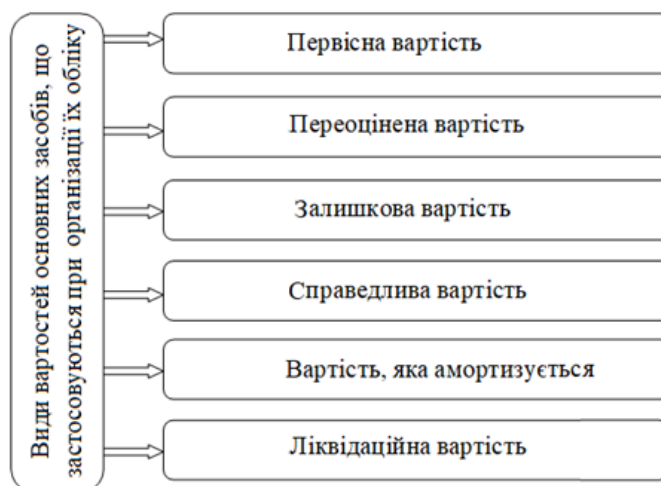 Види вартостей основних засобів, що
застосовуються при організації їх обліку
Первісна вартість
Переоцінена вартість
Залишкова вартість
Справедлива вартість
Вартість, яка амортизується
Ліквідаційна вартість